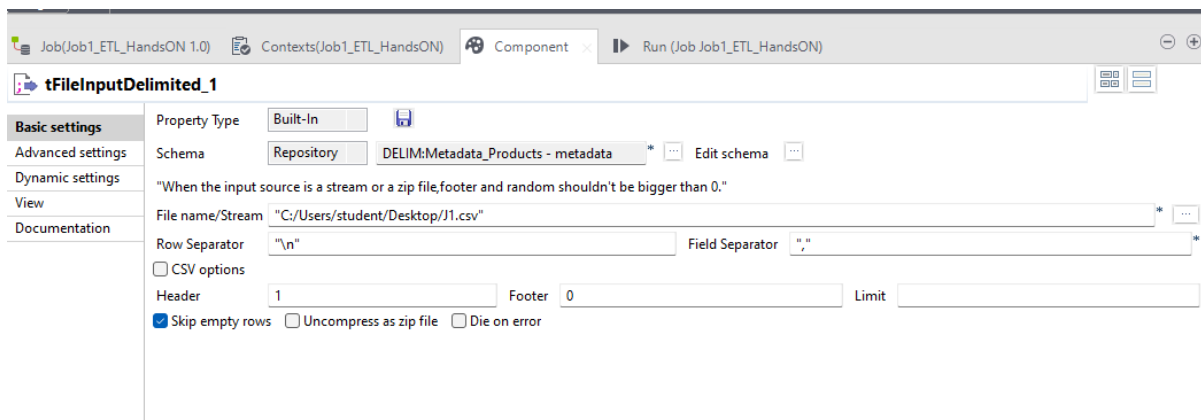 Job(Job1_ETL_HandsON 1.0) Contexts(Job1_ETL_HandsON) Component Run (Job Job1_ETL_HandsON)
tFileInputDelimited_1
Basic settings
Advanced settings
Dynamic settings
View
Documentation
Property Type Built-In
Schema Repository DELIM:Metadata_Products - metadata * ... Edit schema ...
"When the input source is a stream or a zip file,footer and random shouldn't be bigger than 0."
File name/Stream "C:/Users/student/Desktop/J1.csv" * ...
Row Separator "\n" Field Separator "," *
CSV options
Header 1 Footer 0 Limit
Skip empty rows Uncompress as zip file Die on error